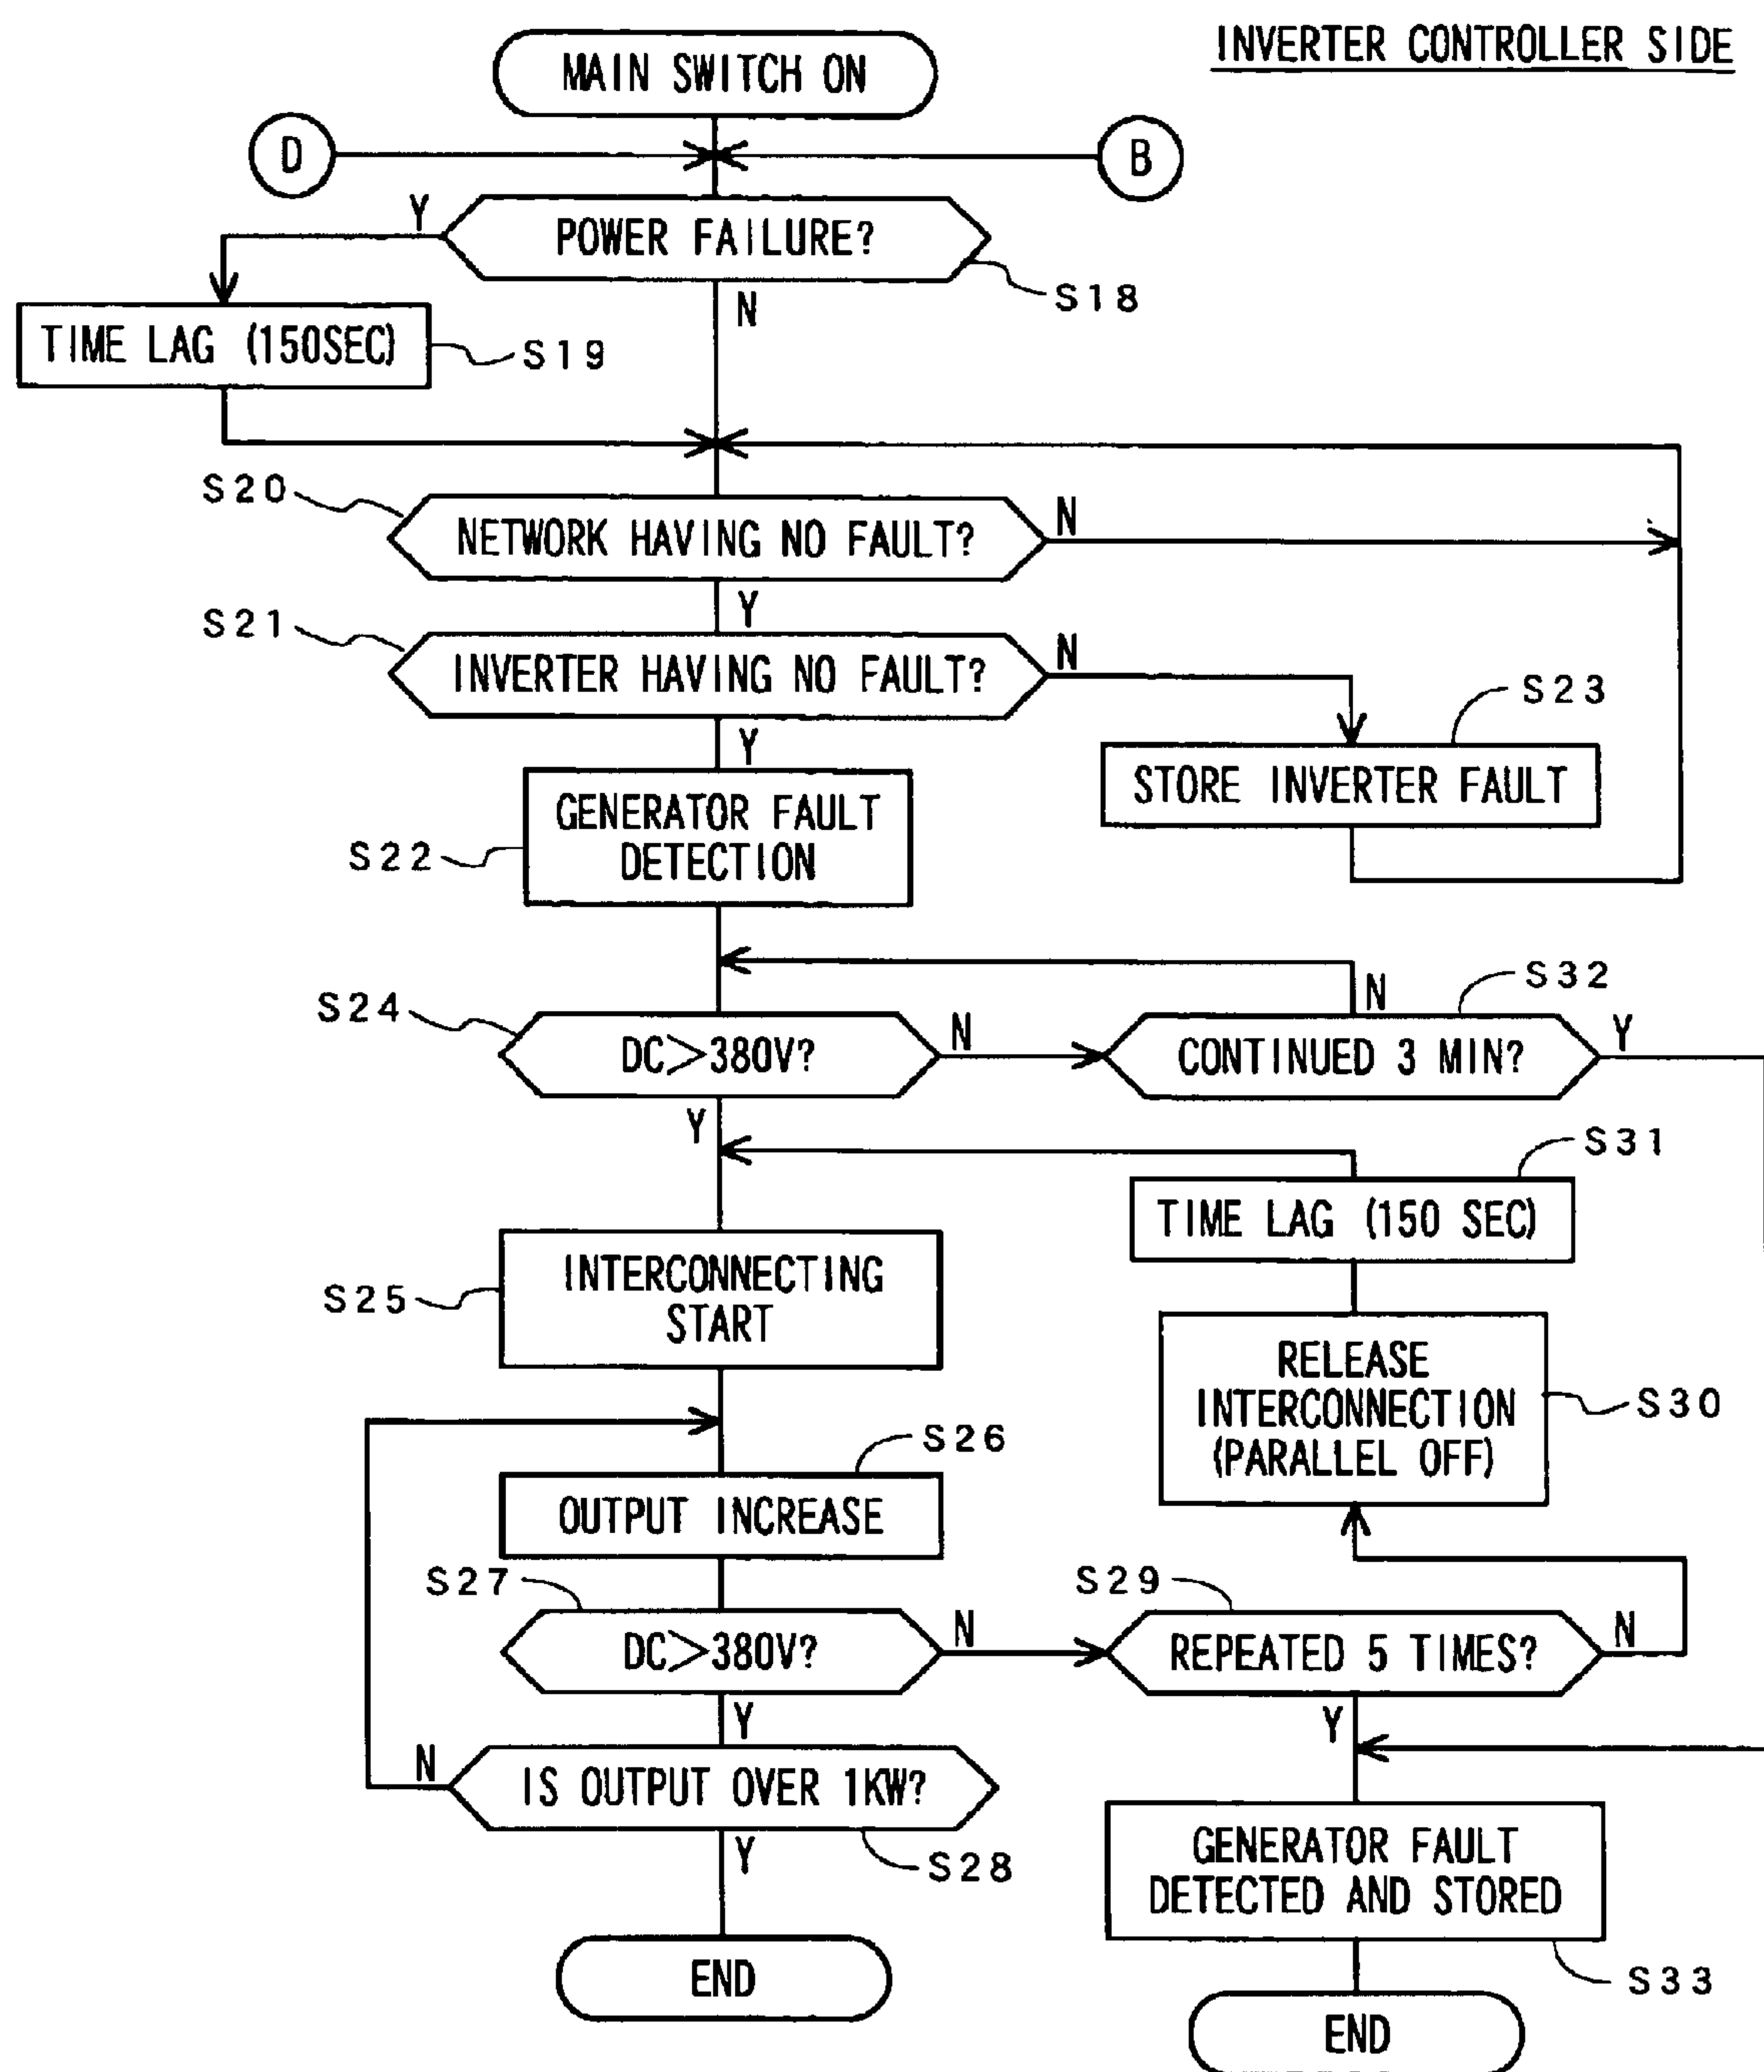 INVERTER CONTROLLER SIDE
MAIN SWITCH ON
D
B
Y
POWER FAILURE?
S18
N
TIME LAG (150SEC)
S19
S20
NETWORK HAVING NO FAULT?
N
Y
S21
INVERTER HAVING NO FAULT?
N
Y
S23
STORE INVERTER FAULT
GENERATOR FAULT
DETECTION
S22
S32
N
S24
DC>380V?
N
CONTINUED 3 MIN?
Y
Y
S31
TIME LAG (150 SEC)
INTERCONNECTING
START
S25
RELEASE
INTERCONNECTION
(PARALLEL OFF)
S30
S26
OUTPUT INCREASE
S27
DC>380V?
N
S29
REPEATED 5 TIMES?
N
Y
Y
N
IS OUTPUT OVER 1KW?
S28
Y
GENERATOR FAULT
DETECTED AND STORED
S33
END
END